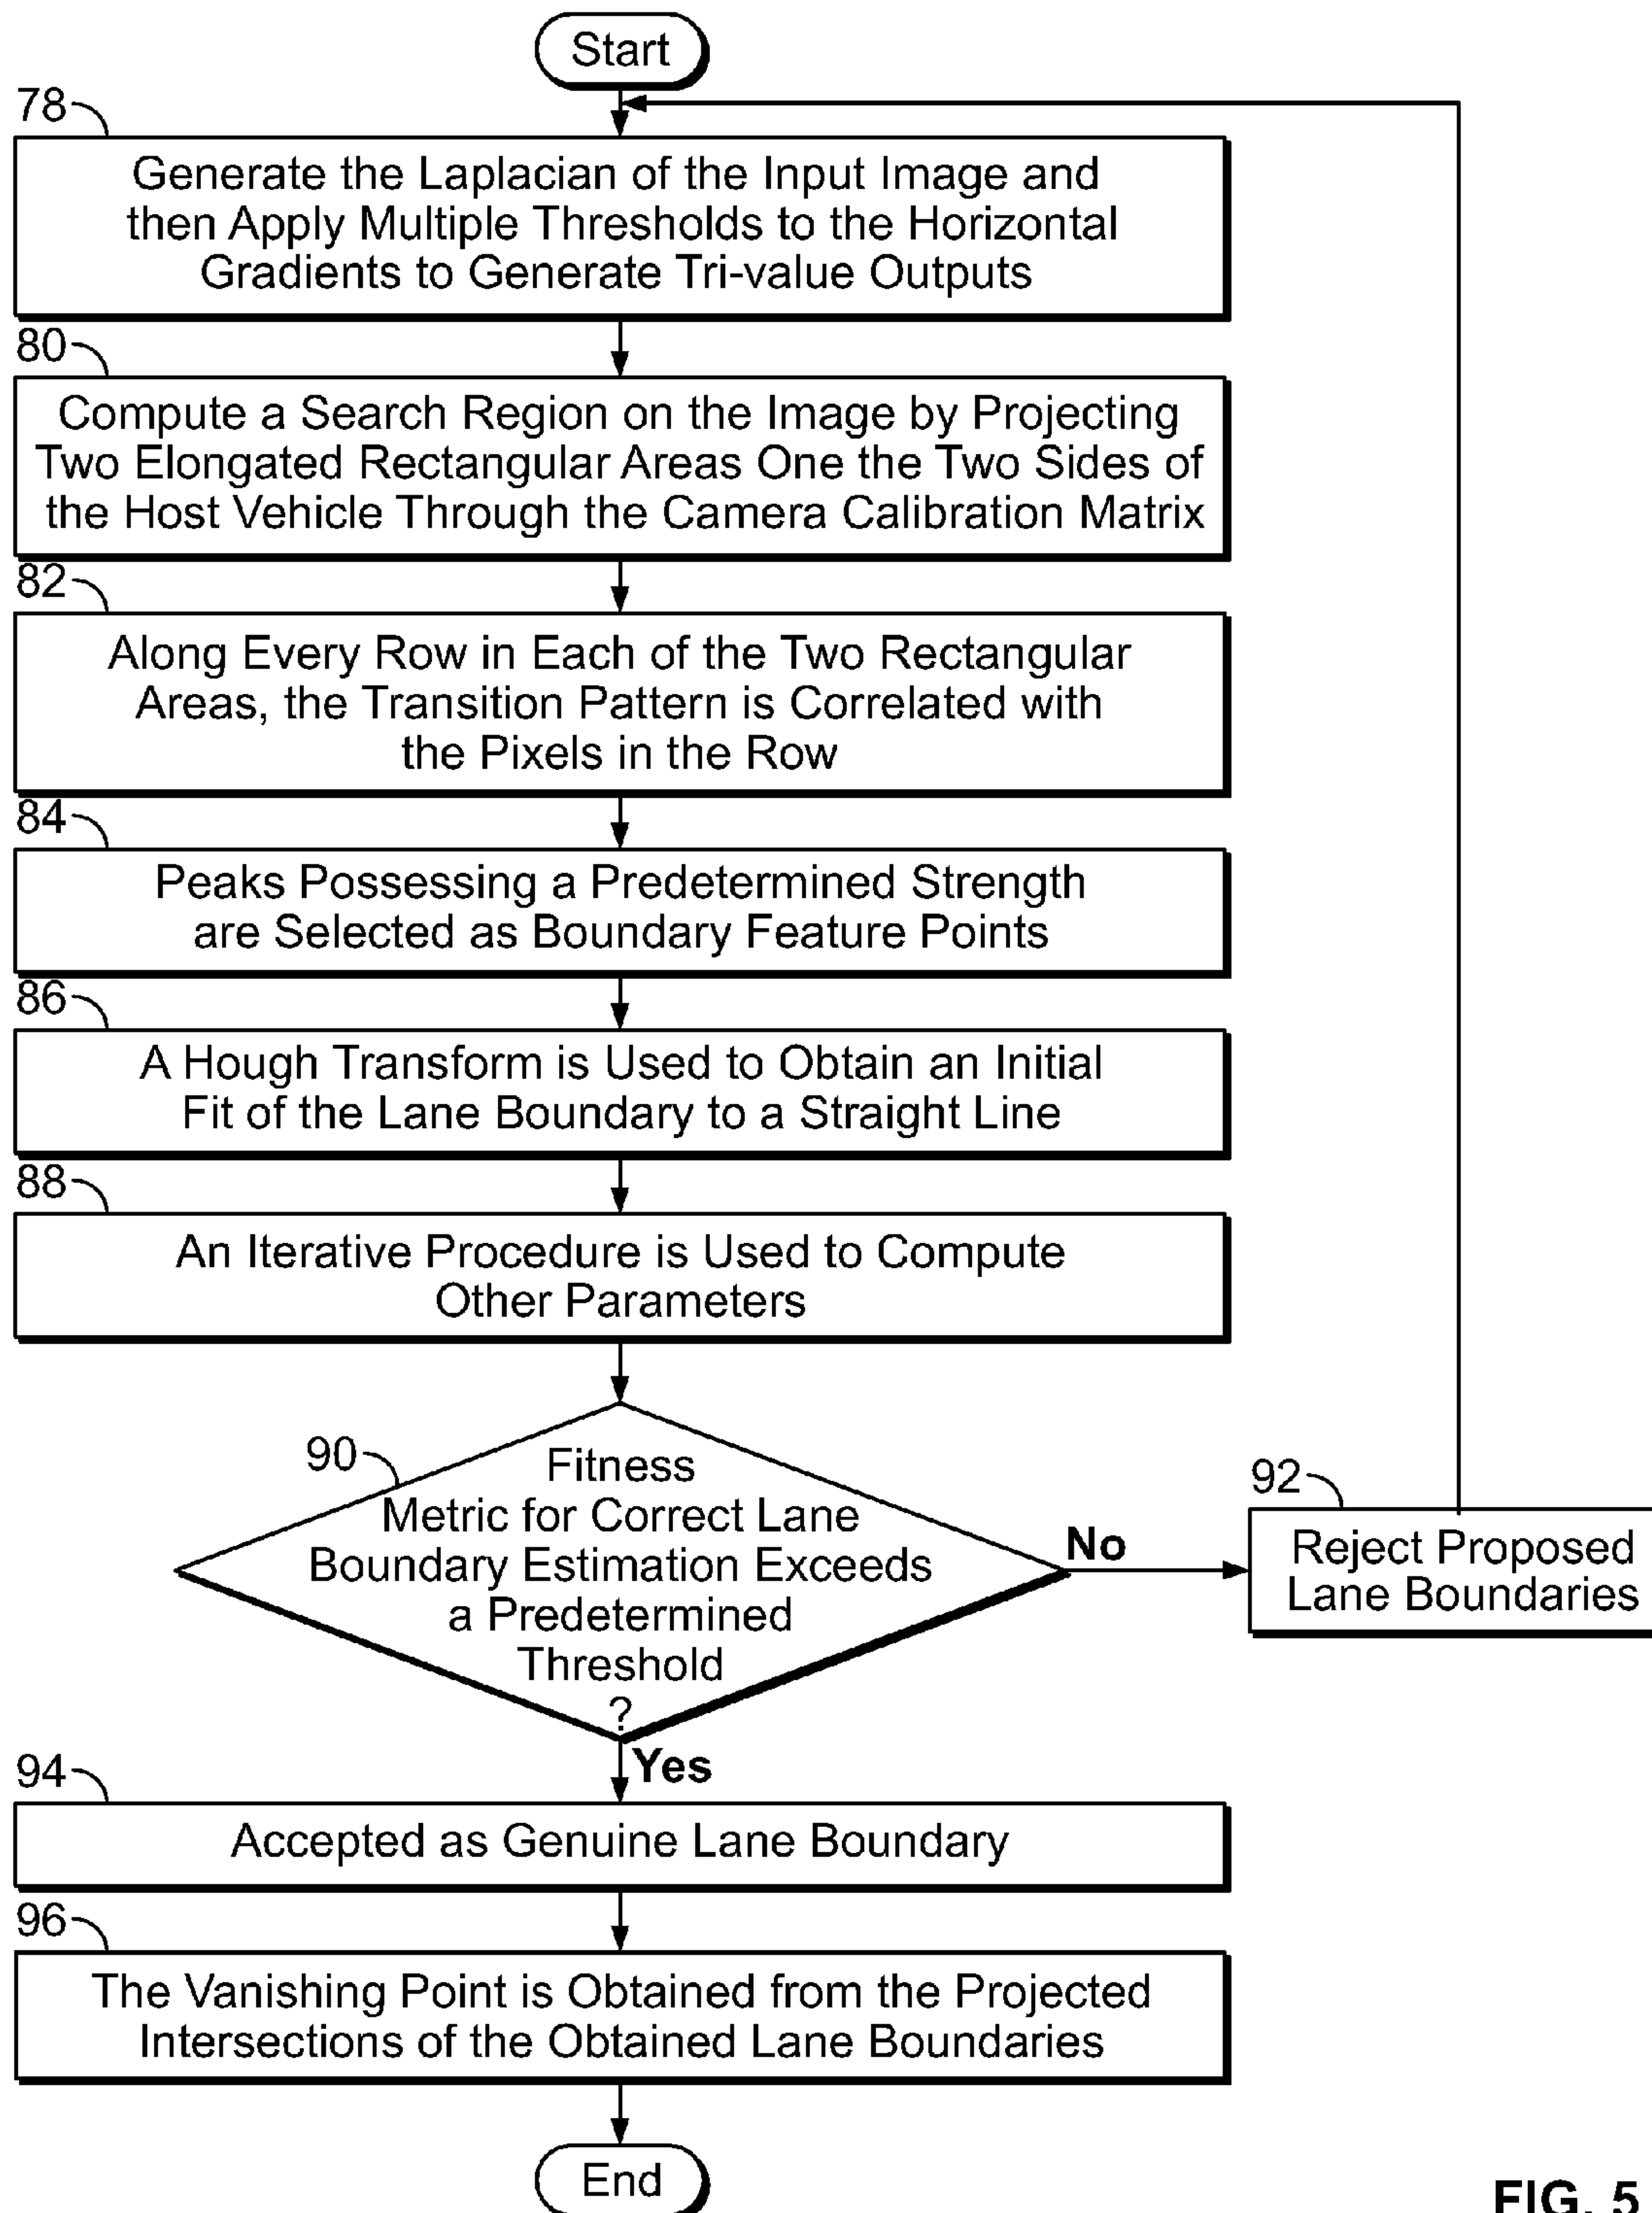 Start
78
Generate the Laplacian of the Input Image and
then Apply Multiple Thresholds to the Horizontal
Gradients to Generate Tri-value Outputs
80
Compute a Search Region on the Image by Projecting
Two Elongated Rectangular Areas One the Two Sides of
the Host Vehicle Through the Camera Calibration Matrix
82
Along Every Row in Each of the Two Rectangular
Areas, the Transition Pattern is Correlated with
the Pixels in the Row
84
Peaks Possessing a Predetermined Strength
are Selected as Boundary Feature Points
86
A Hough Transform is Used to Obtain an Initial
Fit of the Lane Boundary to a Straight Line
88
An Iterative Procedure is Used to Compute
Other Parameters
90
Fitness
Metric for Correct Lane
Boundary Estimation Exceeds
a Predetermined
Threshold
?
No
92
Reject Proposed
Lane Boundaries
Yes
94
Accepted as Genuine Lane Boundary
96
The Vanishing Point is Obtained from the Projected
Intersections of the Obtained Lane Boundaries
End
FIG. 5